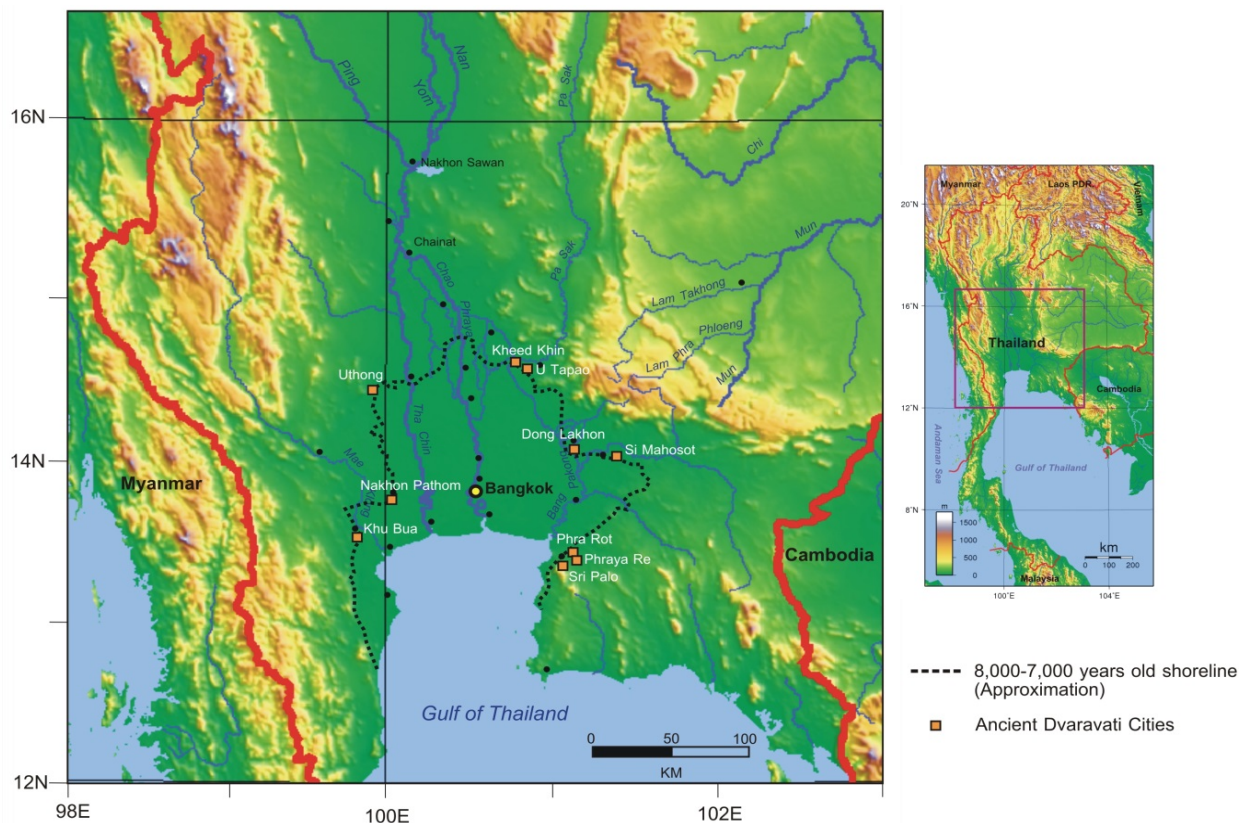 16N
14N
12N
98E
100E
102E
Ping
Nan
Yom
Pa Sak
Chi
Nakhon Sawan
Mun
Chainat
Pa Sak
Chao
Phraya
Lam Takhong
Lam Phra Phloeng
Mun
Kheed Khin
U Tapao
Uthong
Tha Chin
Dong Lakhon
Si Mahosot
Mae
Klong
Myanmar
Nakhon Pathom
Bangkok
Bang
Pakong
Khu Bua
Phra Rot
Phraya Re
Sri Palo
Cambodia
Gulf of Thailand
0 50 100
KM
Myanmar
Laos PDR
Vietnam
20°N
16°N
Thailand
Cambodia
12°N
Andaman Sea
Gulf of Thailand
8°N
m
1500
1000
500
0
km
0 100 200
Malaysia
100°E
104°E
8,000-7,000 years old shoreline
(Approximation)
Ancient Dvaravati Cities